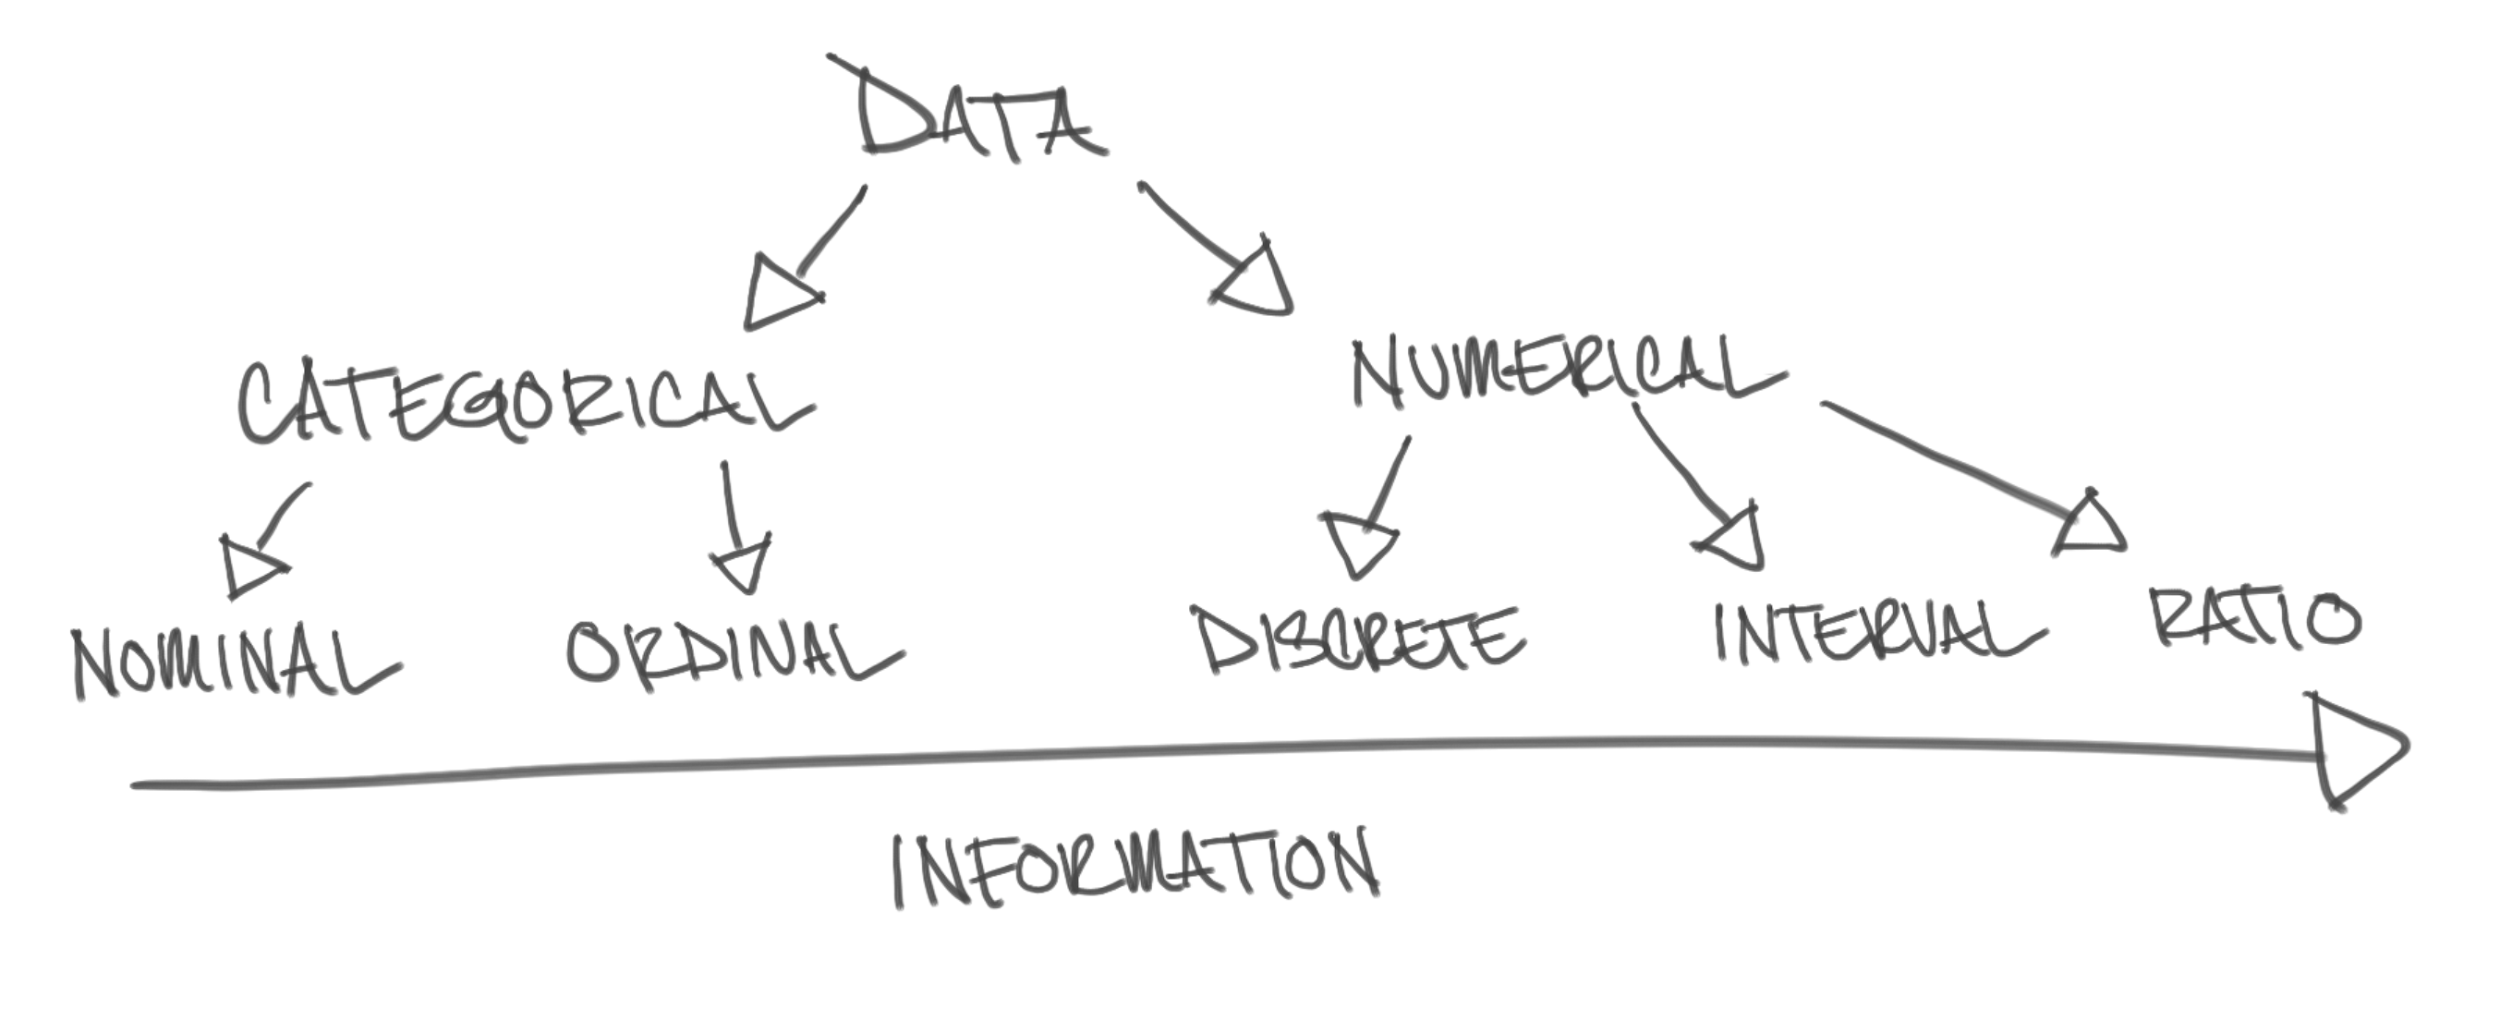 DATA
CATEGORICAL NUMERICAL
NOMINAL ORDINAL DISCRETE INTERVAL RATIO
INFORMATION